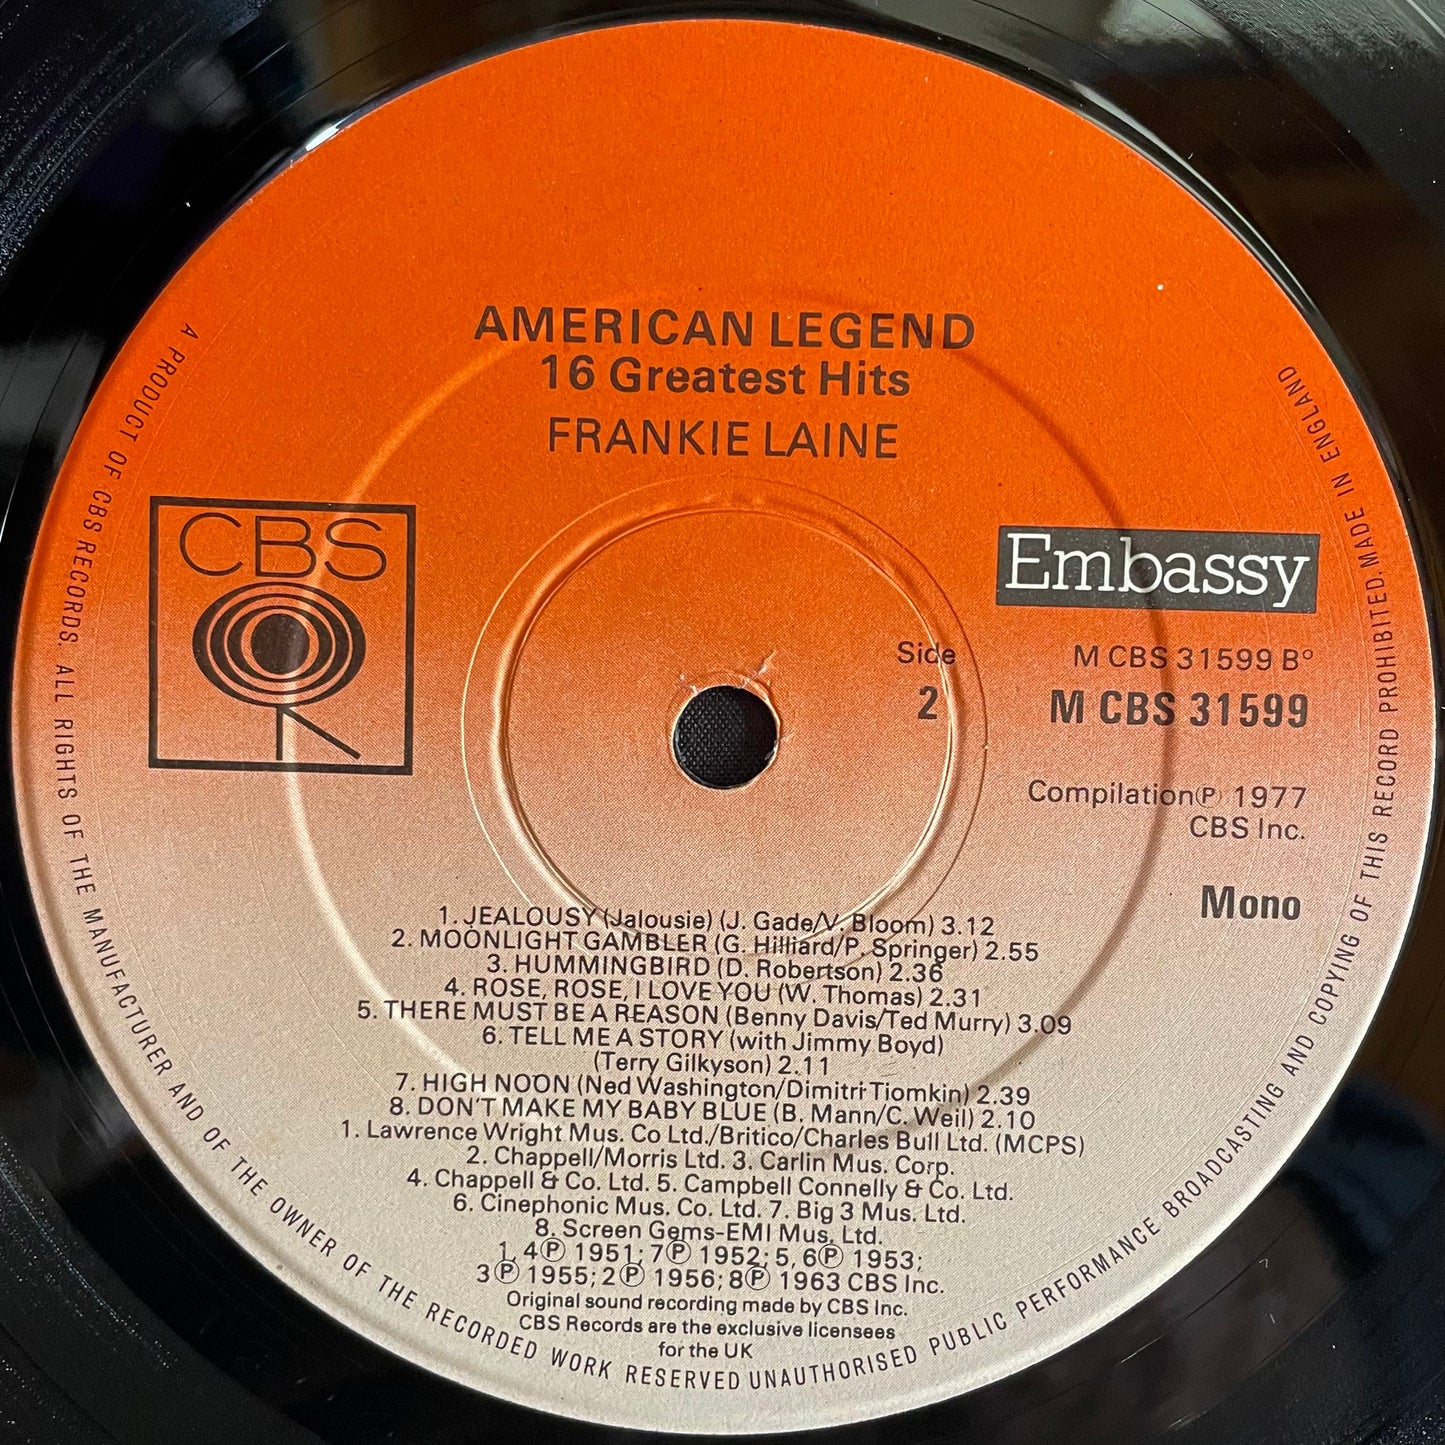 AMERICAN LEGEND
16 Greatest Hits
FRANKIE LAINE
CBS
Embassy
Side
2
M CBS 31599 B°
M CBS 31599
Compilation Ⓟ 1977
CBS Inc.
Mono
1. JEALOUSY (Jalousie) (J. Gade/V. Bloom) 3.12
2. MOONLIGHT GAMBLER (G. Hilliard/P. Springer) 2.55
3. HUMMINGBIRD (D. Robertson) 2.36
4. ROSE, ROSE, I LOVE YOU (W. Thomas) 2.31
5. THERE MUST BE A REASON (Benny Davis/Ted Murry) 3.09
6. TELL ME A STORY (with Jimmy Boyd)
(Terry Gilkyson) 2.11
7. HIGH NOON (Ned Washington/Dimitri Tiomkin) 2.39
8. DON'T MAKE MY BABY BLUE (B. Mann/C. Weil) 2.10
1. Lawrence Wright Mus. Co Ltd./Britico/Charles Bull Ltd. (MCPS)
2. Chappell/Morris Ltd. 3. Carlin Mus. Corp.
4. Chappell & Co. Ltd. 5. Campbell Connelly & Co. Ltd.
6. Cinephonic Mus. Co. Ltd. 7. Big 3 Mus. Ltd.
8. Screen Gems-EMI Mus. Ltd.
1, 4 Ⓟ 1951; 7 Ⓟ 1952; 5, 6 Ⓟ 1953;
3 Ⓟ 1955; 2 Ⓟ 1956; 8 Ⓟ 1963 CBS Inc.
Original sound recording made by CBS Inc.
CBS Records are the exclusive licensees
for the UK
A PRODUCT OF CBS RECORDS. ALL RIGHTS OF THE MANUFACTURER AND OF THE OWNER OF THE RECORDED WORK RESERVED UNAUTHORISED PUBLIC PERFORMANCE BROADCASTING AND COPYING OF THIS RECORD PROHIBITED. MADE IN ENGLAND